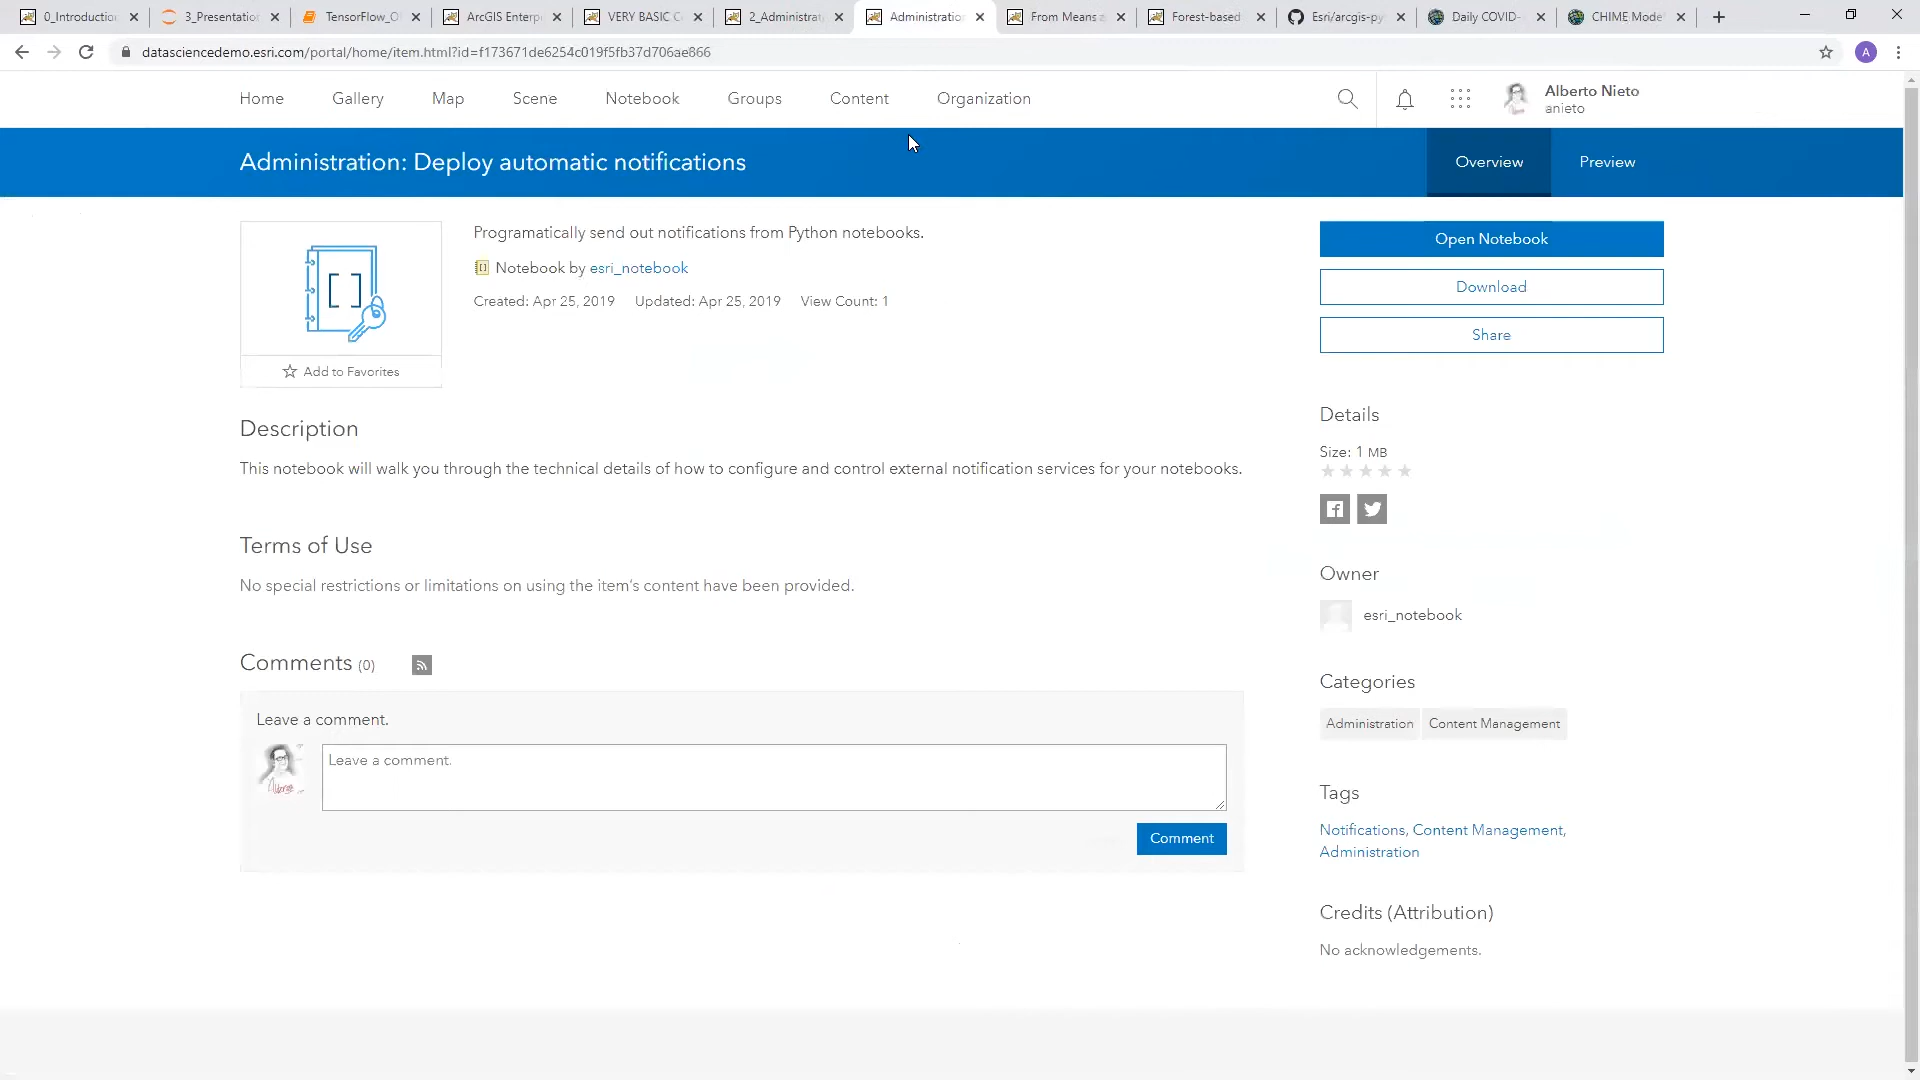 0_Introduction
3_Presentation
TensorFlow_O
ArcGIS Enterp
VERY BASIC C
2_Administrat
Administration
From Means
Forest-based
Esri/arcgis-py
Daily COVID-
CHIME Model
datasciencedemo.esri.com/portal/home/item.html?id=f173671de6254c019f5fb37d706ae866
A
Home
Gallery
Map
Scene
Notebook
Groups
Content
Organization
Alberto Nieto
anieto
Administration: Deploy automatic notifications
Overview
Preview
Programatically send out notifications from Python notebooks.
Notebook by esri_notebook
Created: Apr 25, 2019 Updated: Apr 25, 2019 View Count: 1
Add to Favorites
Open Notebook
Download
Share
Description
This notebook will walk you through the technical details of how to configure and control external notification services for your notebooks.
Terms of Use
No special restrictions or limitations on using the item's content have been provided.
Comments (0)
Leave a comment.
Leave a comment.
Comment
Details
Size: 1 MB
Owner
esri_notebook
Categories
Administration
Content Management
Tags
Notifications, Content Management,
Administration
Credits (Attribution)
No acknowledgements.